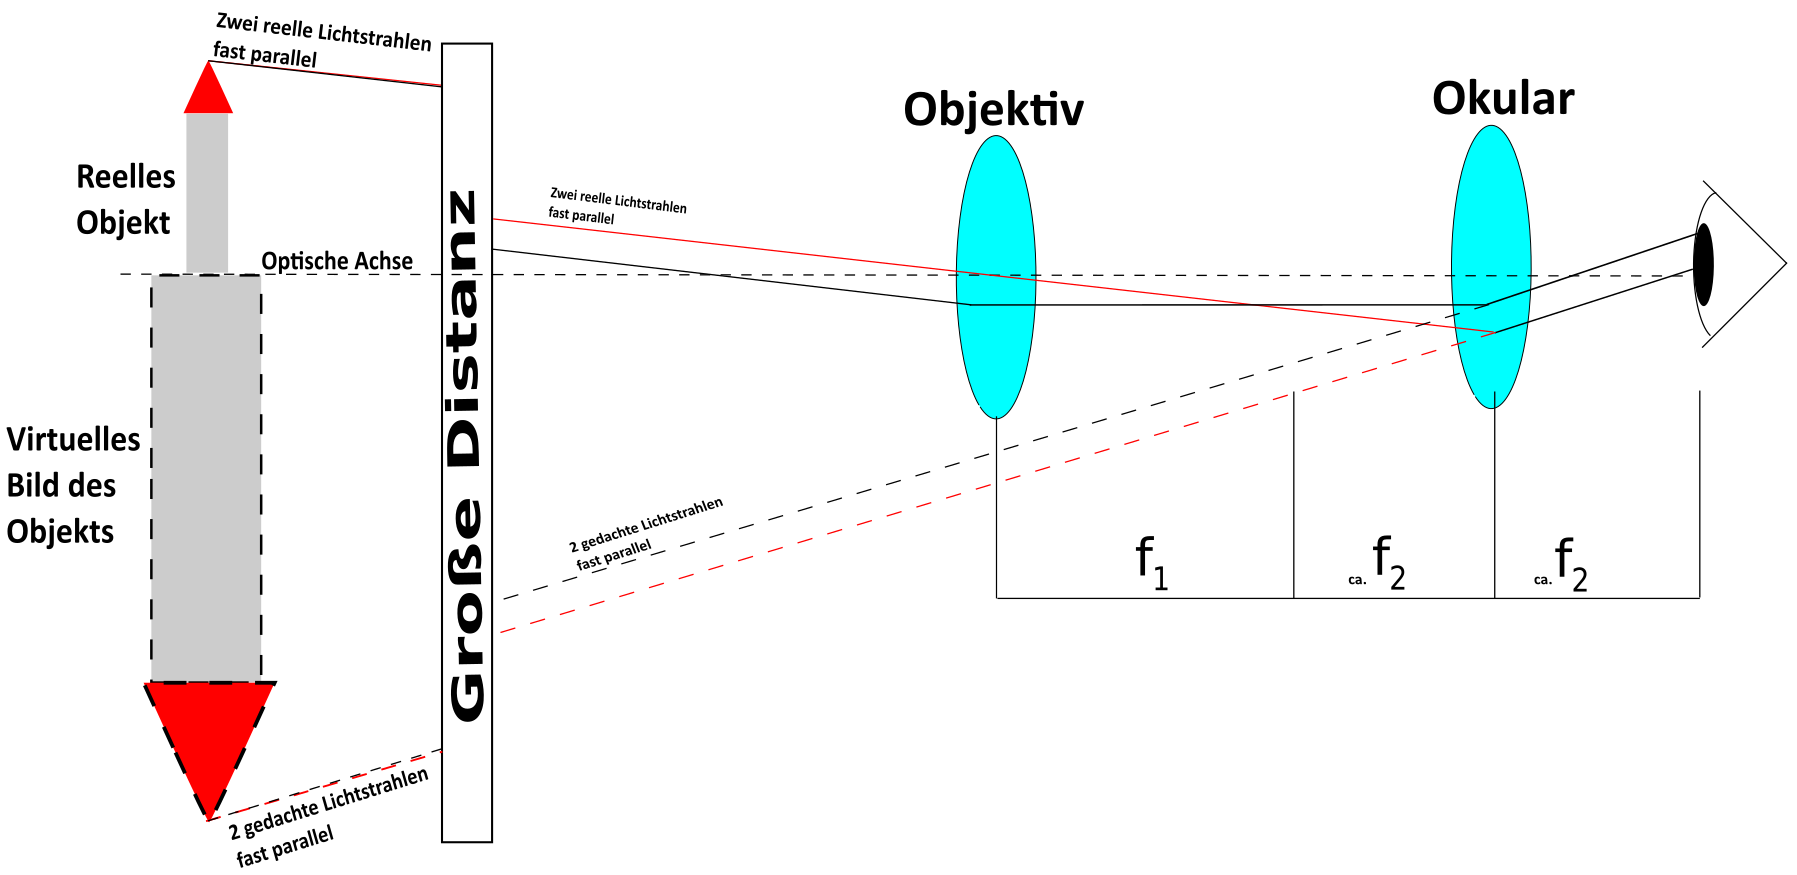 Zwei reelle Lichtstrahlen
fast parallel
Reelles
Objekt
Optische Achse
Virtuelles
Bild des
Objekts
2 gedachte Lichtstrahlen
fast parallel
Große Distanz
Zwei reelle Lichtstrahlen
fast parallel
2 gedachte Lichtstrahlen
fast parallel
Objektiv
Okular
f1
ca. f2
ca. f2